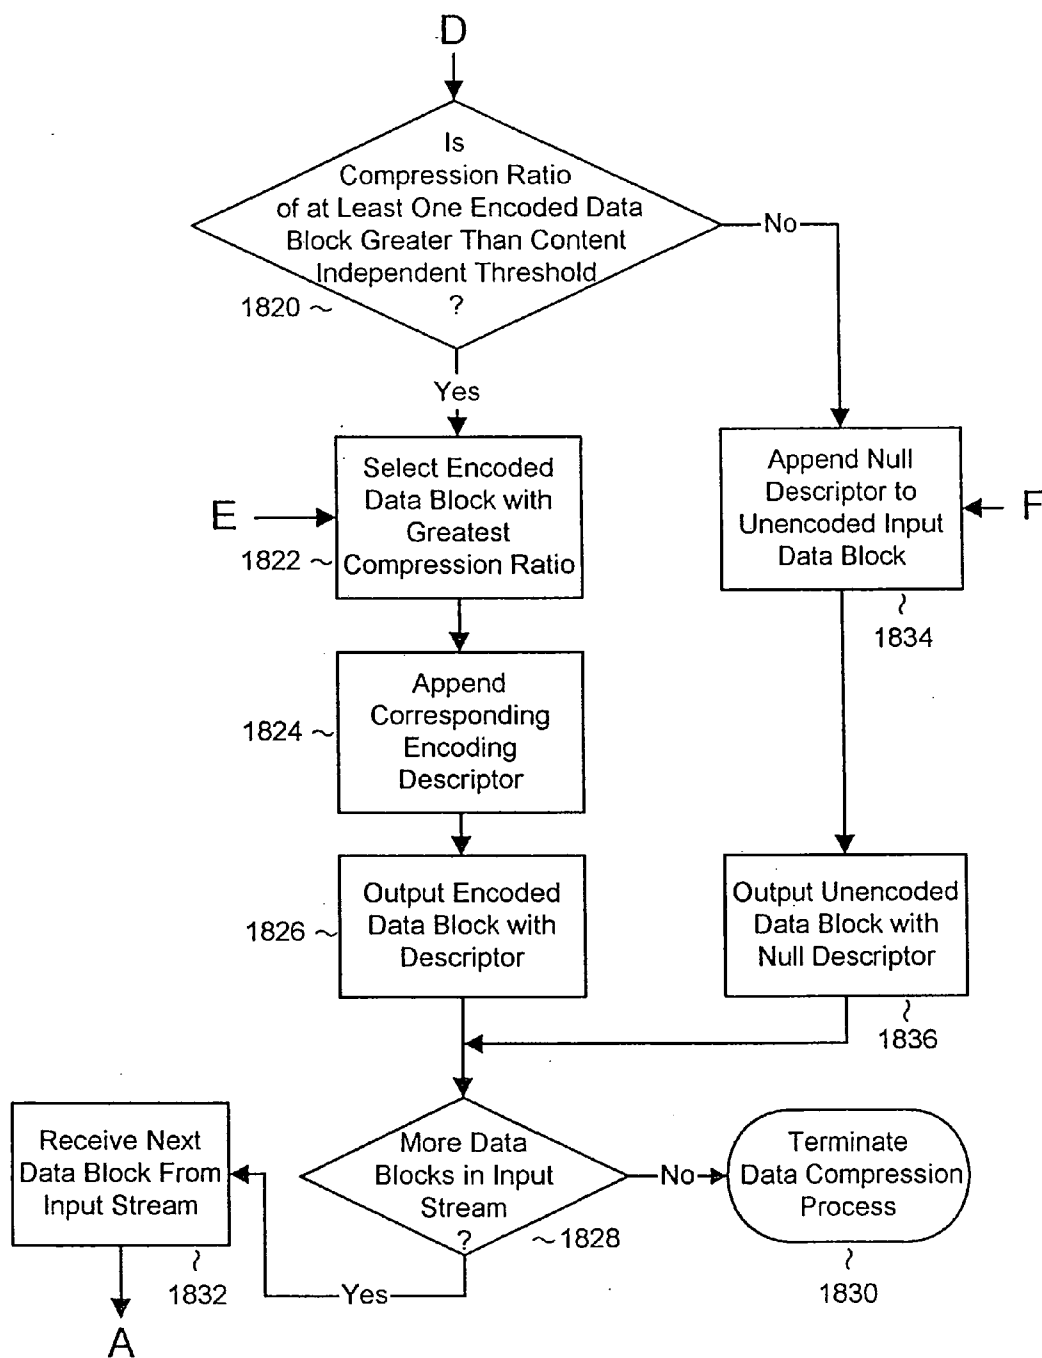 D
Is
Compression Ratio
of at Least One Encoded Data
Block Greater Than Content
Independent Threshold
?
1820
No
Yes
Select Encoded
Data Block with
Greatest
Compression Ratio
E
1822
Append Null
Descriptor to
Unencoded Input
Data Block
F
1834
Append
Corresponding
Encoding
Descriptor
1824
Output Encoded
Data Block with
Descriptor
1826
Output Unencoded
Data Block with
Null Descriptor
1836
Receive Next
Data Block From
Input Stream
1832
A
More Data
Blocks in Input
Stream
?
1828
No
Yes
Terminate
Data Compression
Process
1830